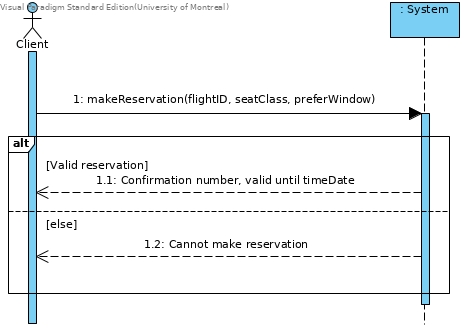 Visual Paradigm Standard Edition(University of Montreal)
: System
Client
1: makeReservation(flightID, seatClass, preferWindow)
alt
[Valid reservation]
1.1: Confirmation number, valid until timeDate
[else]
1.2: Cannot make reservation